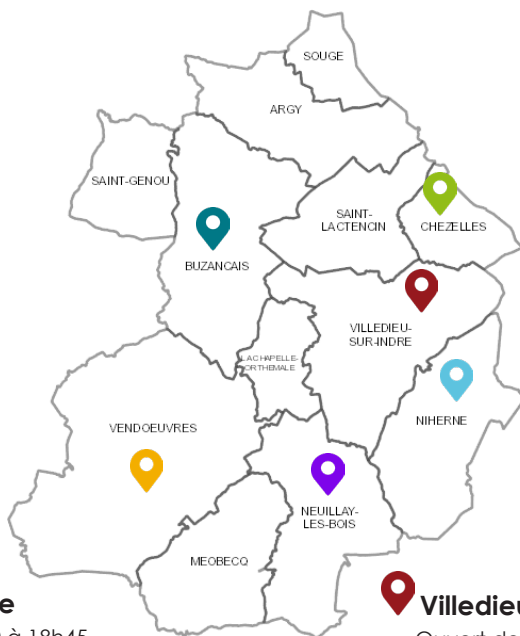 SOUGE
ARGY
SAINT-GENOU
SAINT-
LACTENCIN
CHEZELLES
BUZANCAIS
VILLEDIEU-
SUR-INDRE
LA CHAPELLE-
ORTHEMALE
NIHERNE
VENDOEUVRES
NEUILLAY-
LES-BOIS
MEOBECQ
Villedieu
à 18h45